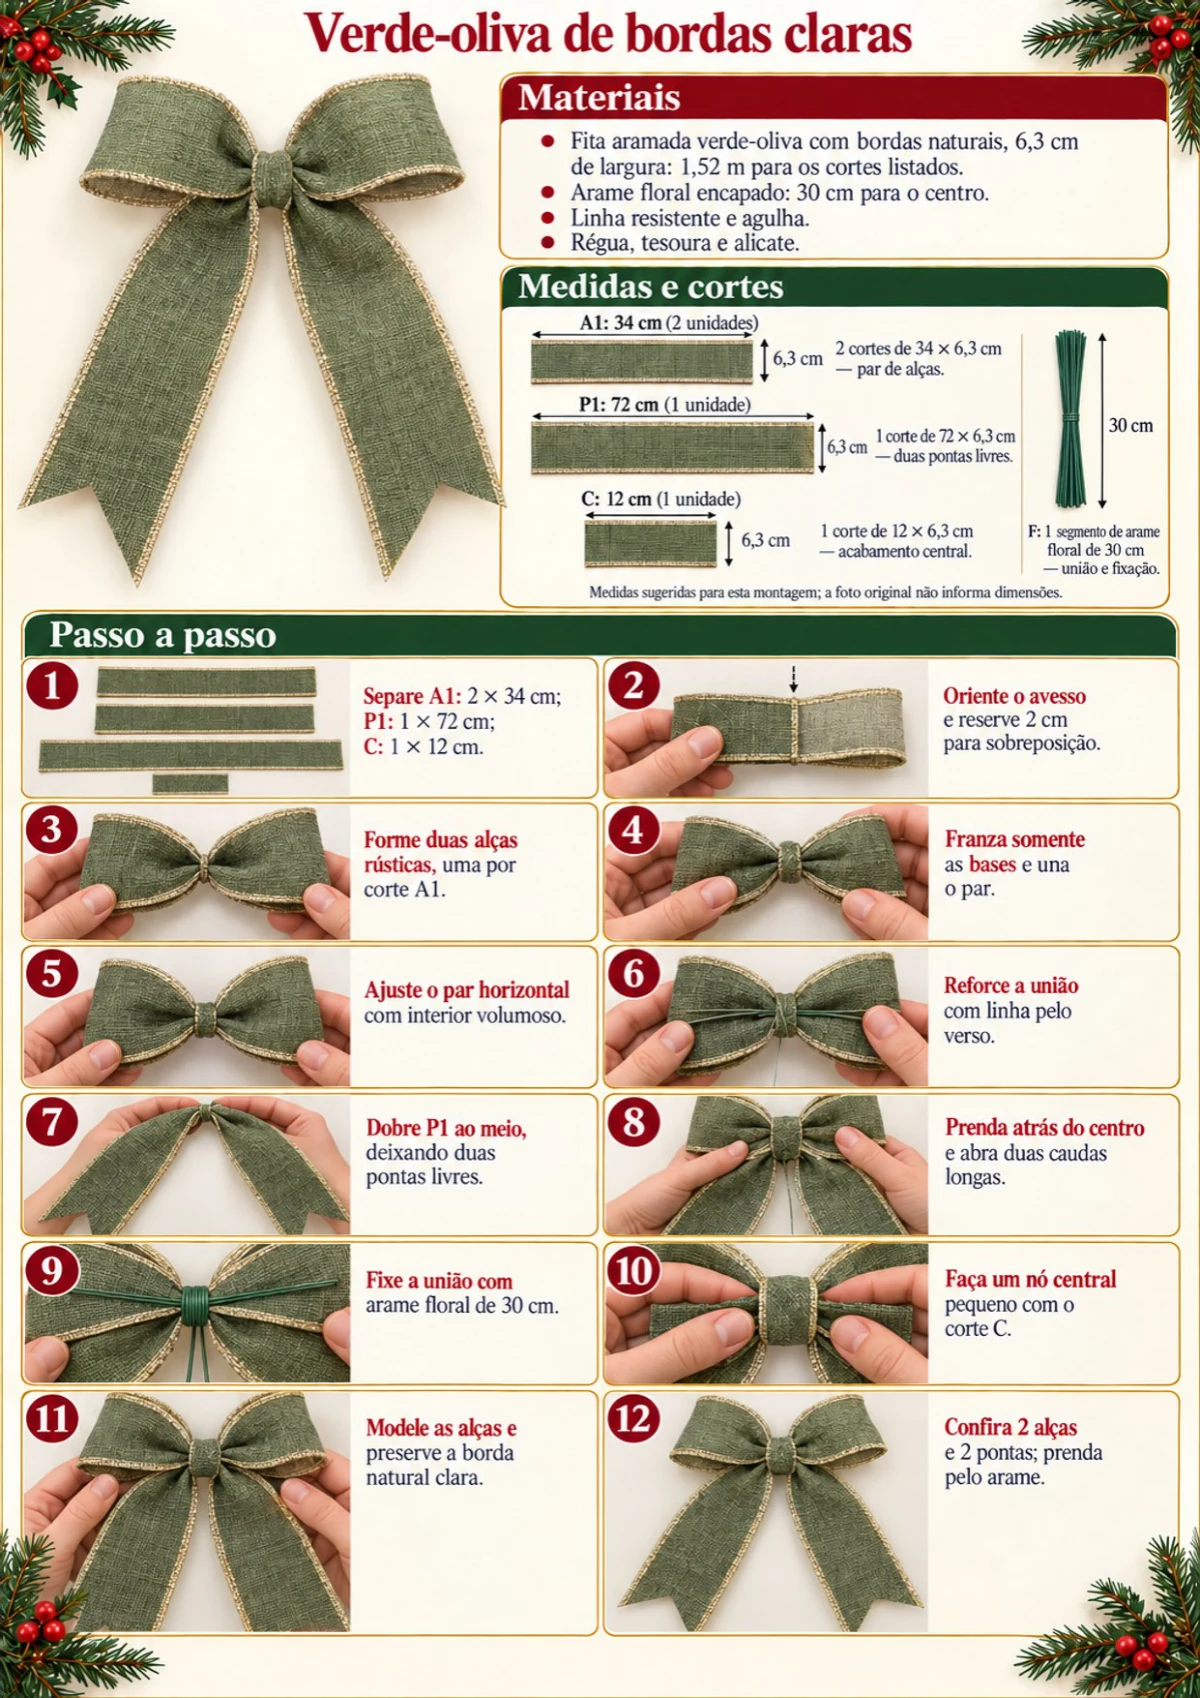 Verde-oliva de bordas claras
Materiais
● Fita aramada verde-oliva com bordas naturais, 6,3 cm
de largura: 1,52 m para os cortes listados.
● Arame floral encapado: 30 cm para o centro.
● Linha resistente e agulha.
● Régua, tesoura e alicate.
Medidas e cortes
A1: 34 cm (2 unidades)
6,3 cm
2 cortes de 34 × 6,3 cm
— par de alças.
P1: 72 cm (1 unidade)
6,3 cm
1 corte de 72 × 6,3 cm
— duas pontas livres.
C: 12 cm (1 unidade)
6,3 cm
1 corte de 12 × 6,3 cm
— acabamento central.
30 cm
F: 1 segmento de arame
floral de 30 cm
— união e fixação.
Medidas sugeridas para esta montagem; a foto original não informa dimensões.
Passo a passo
1
Separe A1: 2 × 34 cm;
P1: 1 × 72 cm;
C: 1 × 12 cm.
2
Oriente o avesso
e reserve 2 cm
para sobreposição.
3
Forme duas alças
rústicas, uma por
corte A1.
4
Franza somente
as bases e una
o par.
5
Ajuste o par horizontal
com interior volumoso.
6
Reforce a união
com linha pelo
verso.
7
Dobre P1 ao meio,
deixando duas
pontas livres.
8
Prenda atrás do centro
e abra duas caudas
longas.
9
Fixe a união com
arame floral de 30 cm.
10
Faça um nó central
pequeno com o
corte C.
11
Modele as alças e
preserve a borda
natural clara.
12
Confira 2 alças
e 2 pontas; prenda
pelo arame.